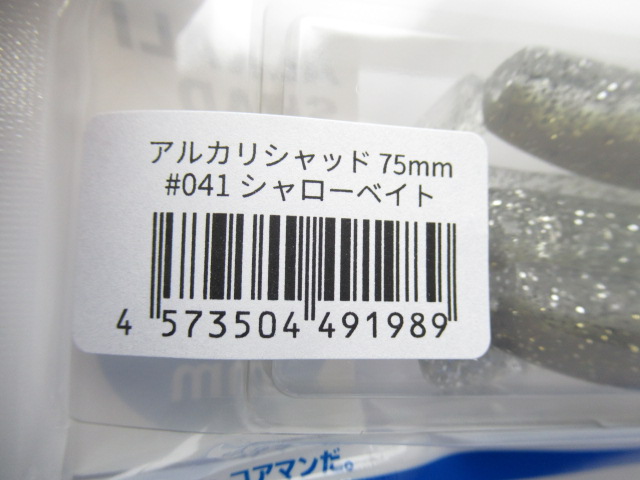 アルカリシャッド 75mm
#041 シャローベイト
4 573504 491989
コアマンだ。